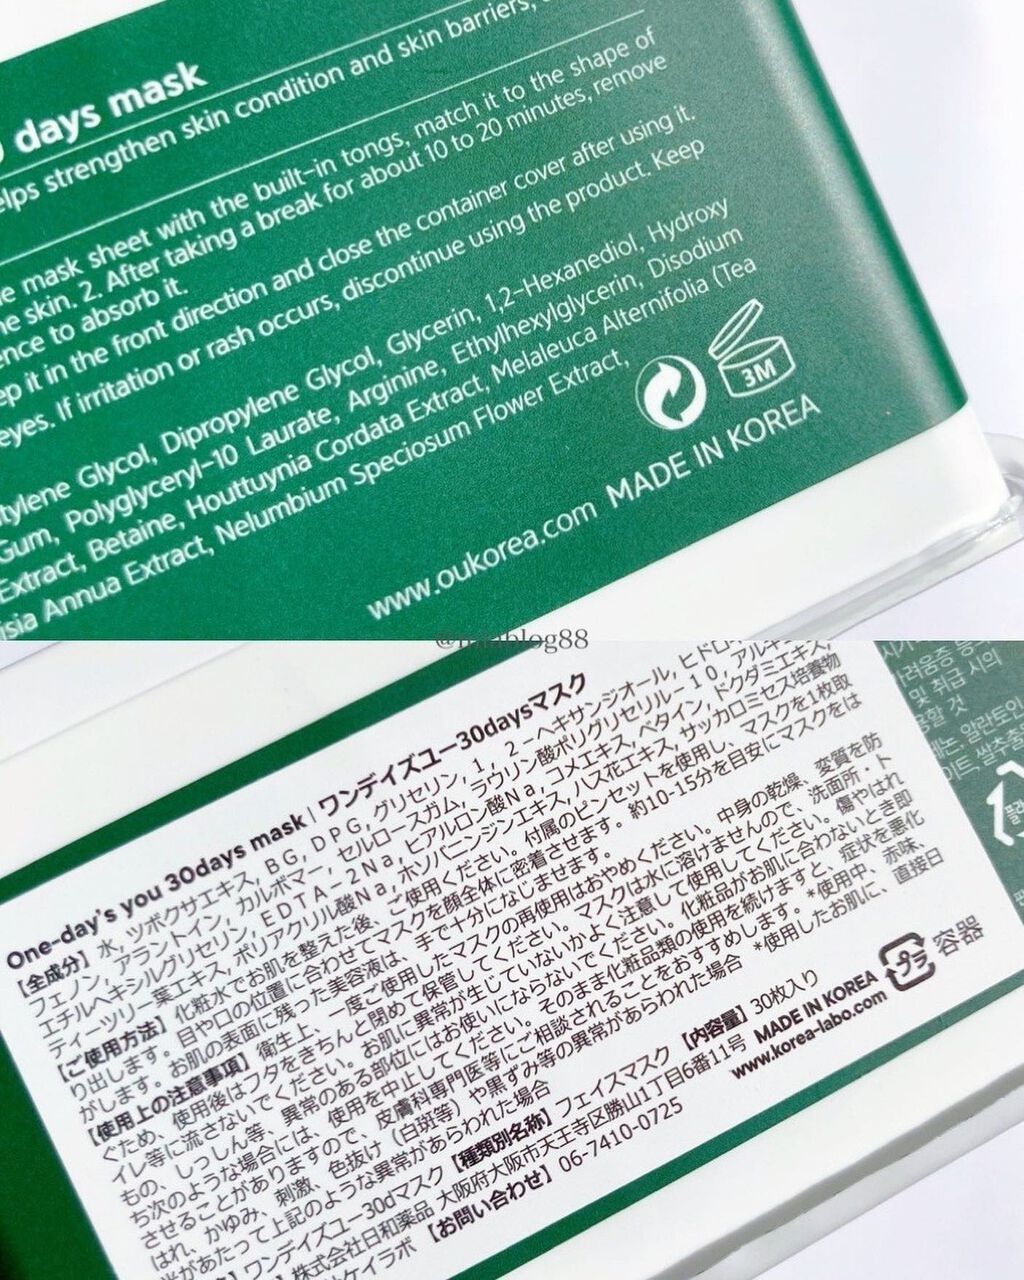 days mask
elps strengthen skin condition and skin barriers,
mask sheet with the built-in tongs, match it to the shape of
skin. 2. After taking a break for about 10 to 20 minutes, remove
ence to absorb it.
ep it in the front direction and close the container cover after using it.
eyes. If irritation or rash occurs, discontinue using the product. Keep
tylene Glycol, Dipropylene Glycol, Glycerin, 1,2-Hexanediol, Hydroxy
Gum, Polyglyceryl-10 Laurate, Arginine, Ethylhexylglycerin, Disodium
Extract, Betaine, Houttuynia Cordata Extract, Melaleuca Alternifolia (Tea
isia Annua Extract, Nelumbium Speciosum Flower Extract,
3M
www.oukorea.com MADE IN KOREA
One-day's you 30days mask | ワンデイズユー30daysマスク
【全成分】水, ツボクサエキス, BG, DPG, グリセリン, 1, 2-ヘキサンジオール, ヒドロ
フェノン, アラントイン, カルボマー, セルロースガム, ラウリン酸ポリグリセリル-10, アルギ
エチルヘキシルグリセリン, EDTA-2Na, ヒアルロン酸Na, コメエキス, ベタイン, ドクダミエキス,
ティーツリー葉エキス, ポリアクリル酸Na, ホソバニンジンエキス, ハス花エキス, サッカロミセス培養物
【ご使用方法】化粧水でお肌を整えた後、ご使用ください。付属のピンセットを使用し、マスクを1枚取
り出します。目や口の位置に合わせてマスクを顔全体に密着させます。約10-15分を目安にマスクをは
がします。お肌の表面に残った美容液は、手で十分になじませます。
【使用上の注意事項】衛生上、一度ご使用したマスクの再使用はおやめください。中身の乾燥、変質を防
ぐため、使用後はフタをきちんと閉めて保管してください。マスクは水に溶けませんので、洗面所・ト
イレ等に流さないでください。お肌に異常が生じていないかよく注意して使用してください。傷やはれ
もの、しっしん等、異常のある部位にはお使いにならないでください。化粧品がお肌に合わないとき即
ち次のような場合には、使用を中止してください。そのまま化粧品類の使用を続けますと、症状を悪化
させることがありますので、皮膚科専門医等にご相談されることをおすすめします。*使用中、赤味、
はれ、かゆみ、刺激、色抜け(白斑等)や黒ずみ等の異常があらわれた場合 *使用したお肌に、直接日
光があたって上記のような異常があらわれた場合
ワンデイズユー30dマスク 【種類別名称】フェイスマスク 【内容量】30枚入り
株式会社日和薬品 大阪府大阪市天王寺区勝山1丁目6番11号 MADE IN KOREA
ケイラボ 【お問い合わせ】06-7410-0725 www.korea-labo.com
プラ 容器
및 취급 시의